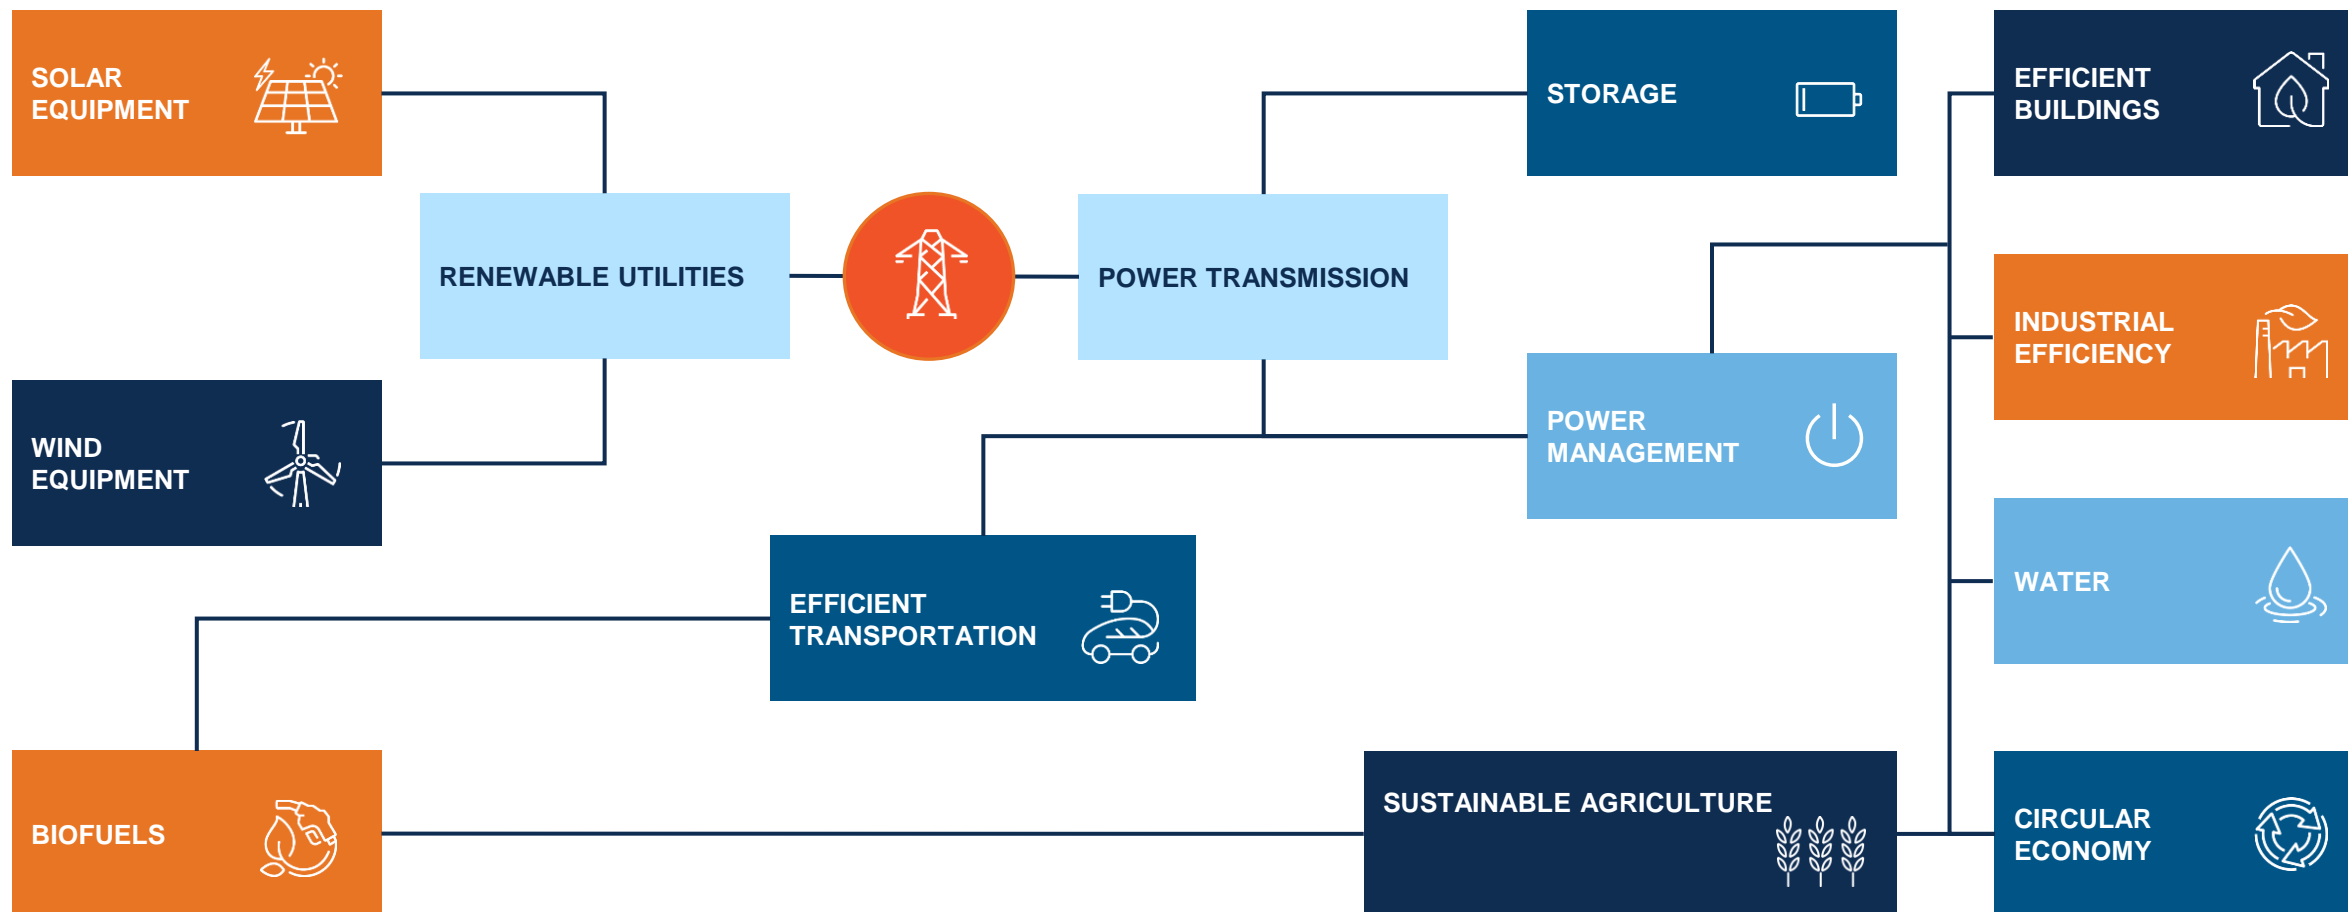 SOLAR
EQUIPMENT
STORAGE
EFFICIENT
BUILDINGS
RENEWABLE UTILITIES
POWER TRANSMISSION
INDUSTRIAL
EFFICIENCY
WIND
EQUIPMENT
POWER
MANAGEMENT
WATER
EFFICIENT
TRANSPORTATION
BIOFUELS
SUSTAINABLE AGRICULTURE
CIRCULAR
ECONOMY